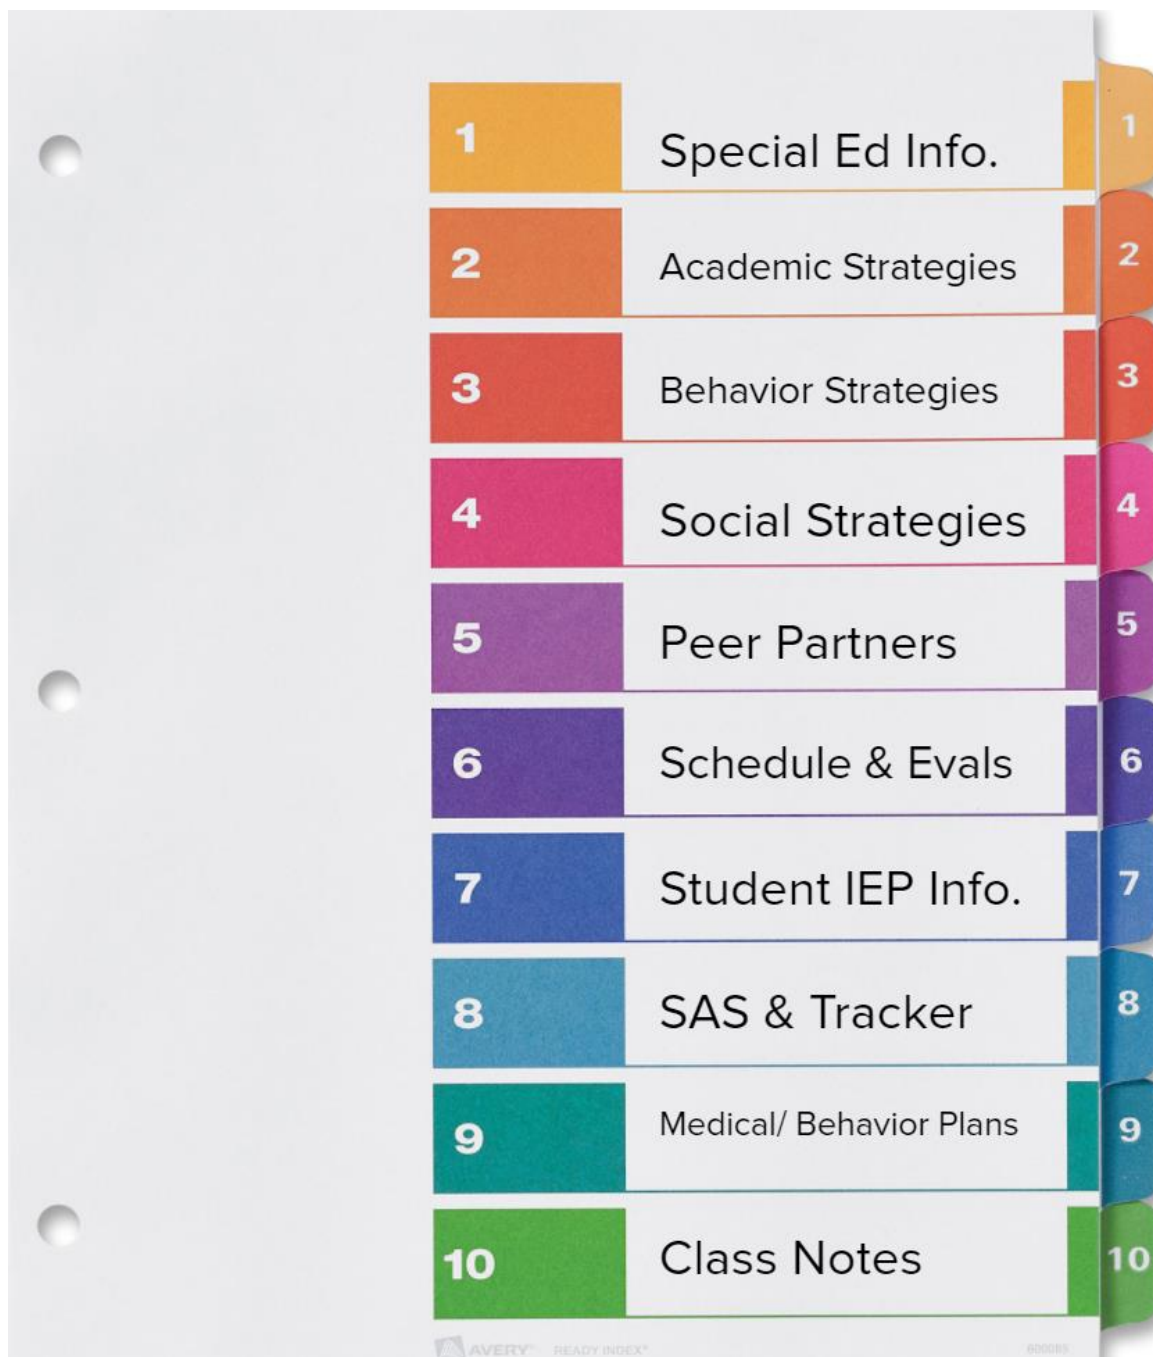 1 Special Ed Info. 1
2 Academic Strategies 2
3 Behavior Strategies 3
4 Social Strategies 4
5 Peer Partners 5
6 Schedule & Evals 6
7 Student IEP Info. 7
8 SAS & Tracker 8
9 Medical/ Behavior Plans 9
10 Class Notes 10
AVERY® READY INDEX®